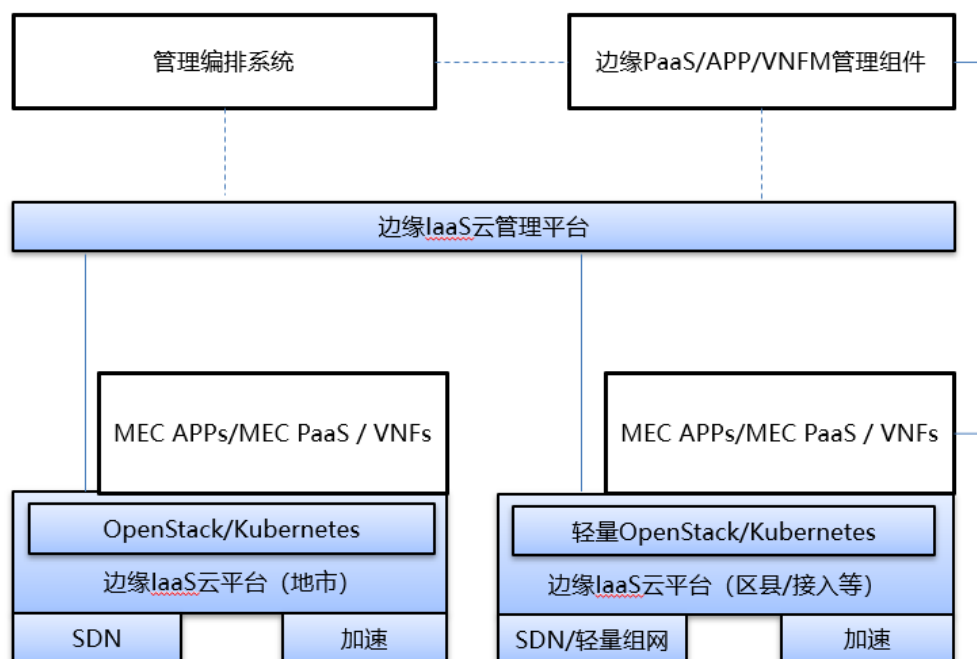 管理编排系统
边缘PaaS/APP/VNFM管理组件
边缘IaaS云管理平台
MEC APPs/MEC PaaS / VNFs
MEC APPs/MEC PaaS / VNFs
OpenStack/Kubernetes
轻量OpenStack/Kubernetes
边缘IaaS云平台（地市）
边缘IaaS云平台（区县/接入等）
SDN
加速
SDN/轻量组网
加速